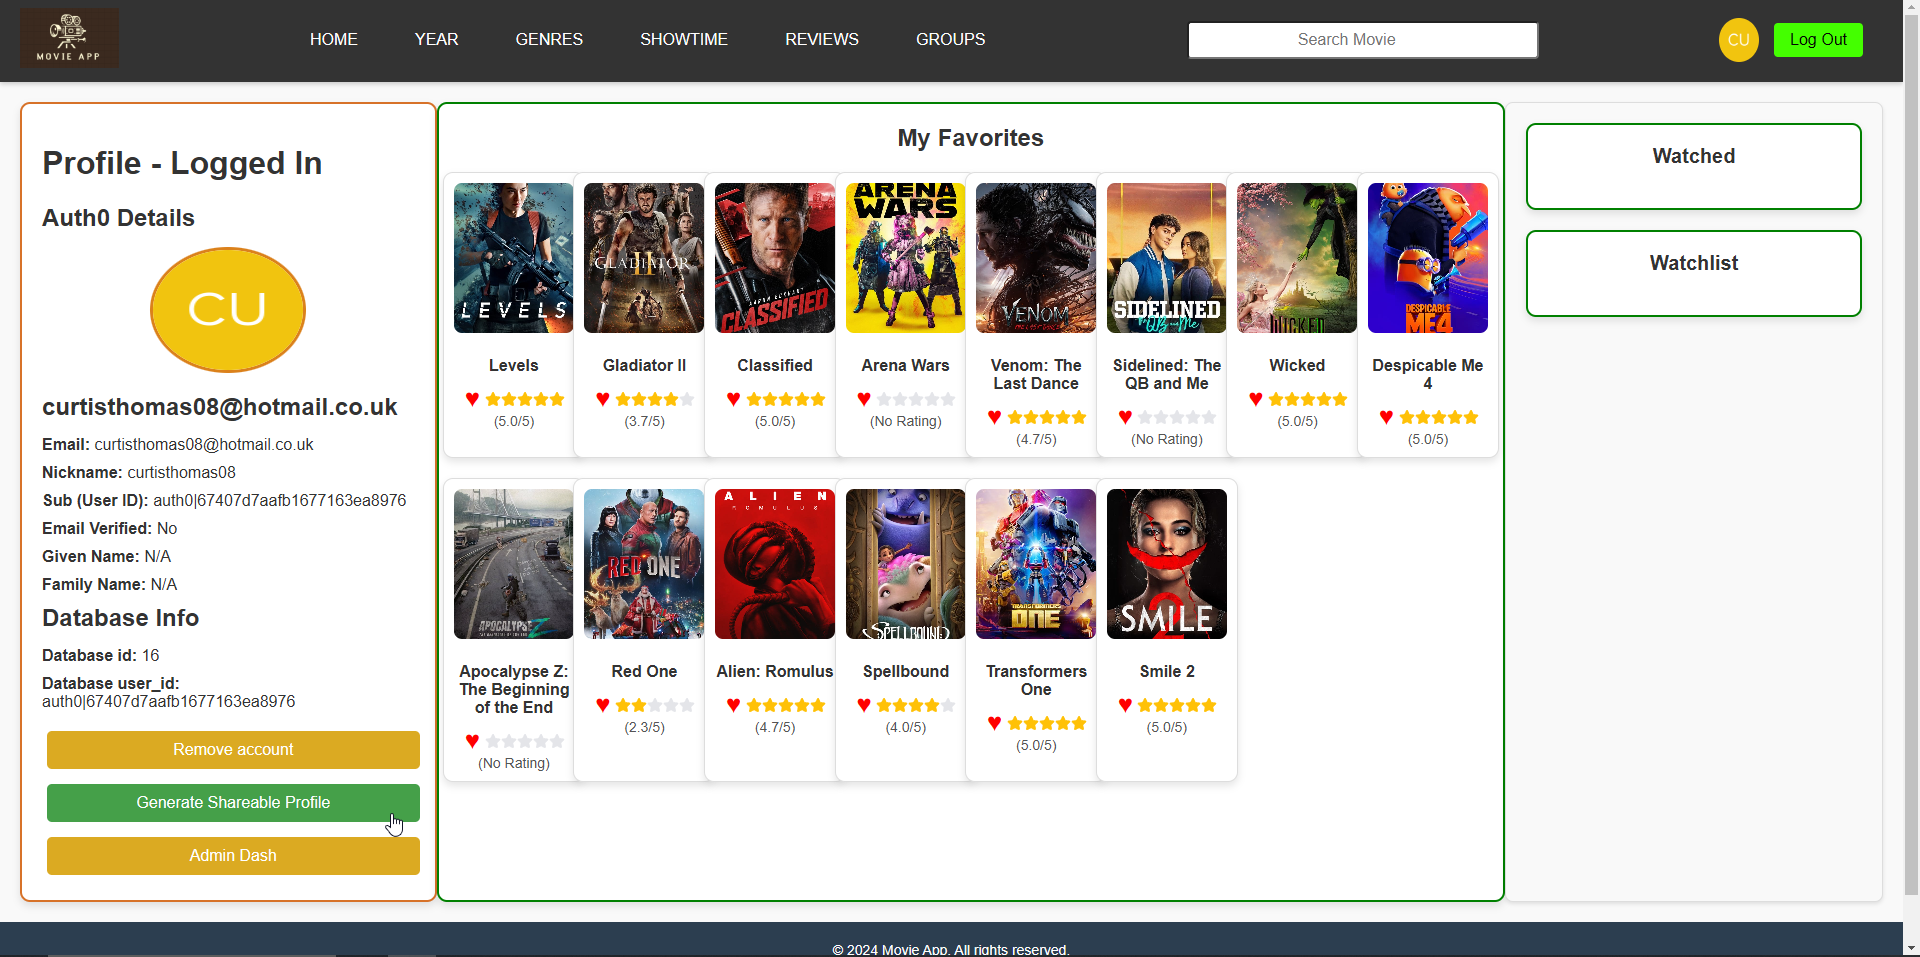 MOVIE APP
HOME
YEAR
GENRES
SHOWTIME
REVIEWS
GROUPS
Search Movie
CU
Log Out
Profile - Logged In
Auth0 Details
CU
curtisthomas08@hotmail.co.uk
Email: curtisthomas08@hotmail.co.uk
Nickname: curtisthomas08
Sub (User ID): auth0|67407d7aafb1677163ea8976
Email Verified: No
Given Name: N/A
Family Name: N/A
Database Info
Database id: 16
Database user_id:
auth0|67407d7aafb1677163ea8976
Remove account
Generate Shareable Profile
Admin Dash
My Favorites
LEVELS
Levels
(5.0/5)
GLADIATOR
II
Gladiator II
(3.7/5)
CLASSIFIED
Classified
(5.0/5)
ARENA
WARS
Arena Wars
(No Rating)
VENOM
Venom: The
Last Dance
(4.7/5)
SIDELINED
QB and Me
Sidelined: The
QB and Me
(No Rating)
WICKED
Wicked
(5.0/5)
DESPICABLE
ME4
Despicable Me
4
(5.0/5)
APOCALYPSE
Z
Apocalypse Z:
The Beginning
of the End
(No Rating)
RED ONE
Red One
(2.3/5)
ALIEN
ROMULUS
Alien: Romulus
(4.7/5)
SPELLBOUND
Spellbound
(4.0/5)
TRANSFORMERS
ONE
Transformers
One
(5.0/5)
SMILE
2
Smile 2
(5.0/5)
Watched
Watchlist
© 2024 Movie App. All rights reserved.